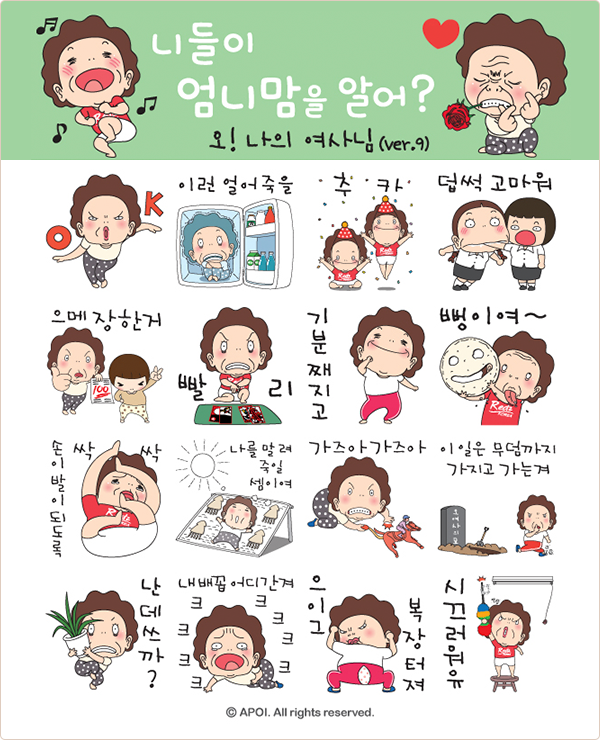 니들이
엄니맘을 알어?
오! 나의 여사님 (ver.9)
O K
이런 얼어죽을
추 카
덥썩 고마워
으메 장한거
100
빨 리
기분 째지고
뻥이여~
Reds
손이 발이 되도록
싹 싹
나를 말려
죽일
셈이여
가즈아 가즈아
이 일은 무덤까지
가지고 가는겨
난 데쓰까?
내 배꼽 어디간겨
크 크 크 크 크 크 크
으이그
복장터져
시끄러워유
© APOI. All rights reserved.